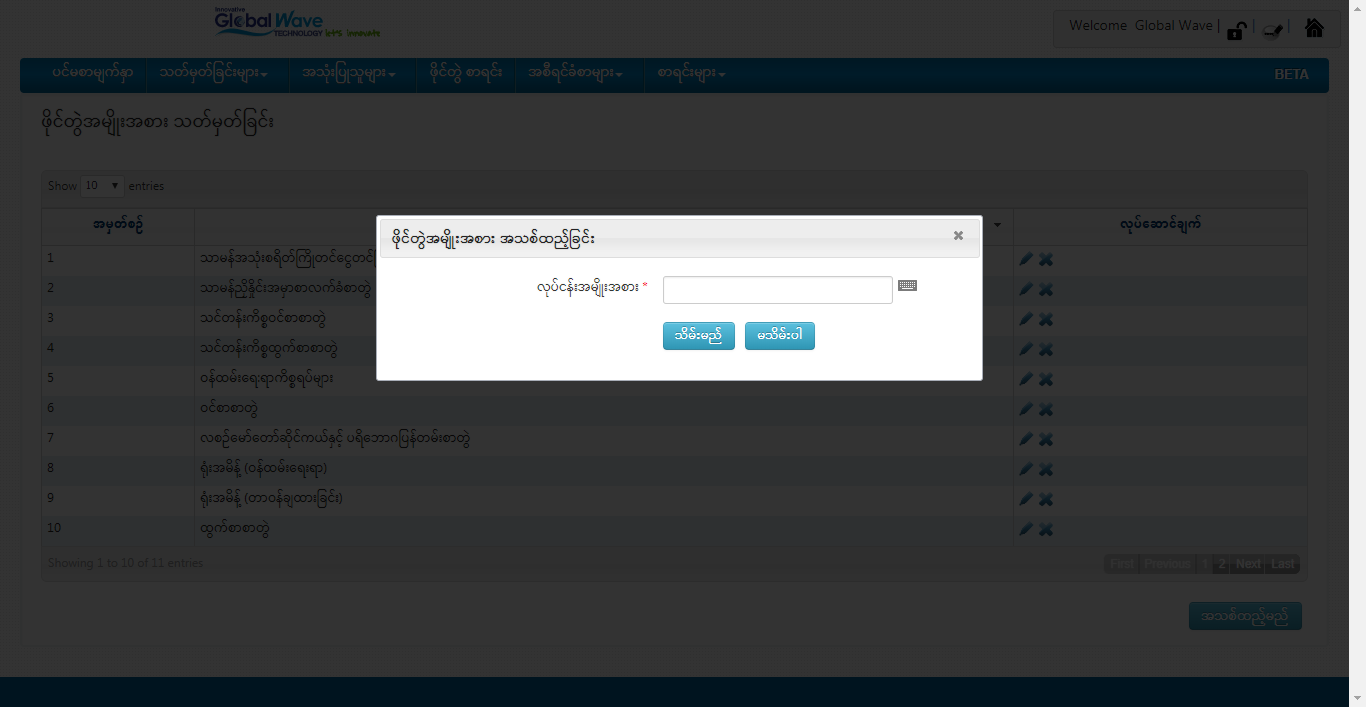 Innovative
Global Wave
TECHNOLOGY let's innovate
Welcome Global Wave
ပင်မစာမျက်နှာ သတ်မှတ်ခြင်းများ အသုံးပြုသူများ ဖိုင်တွဲ စာရင်း အစီရင်ခံစာများ စာရင်းများ BETA
ဖိုင်တွဲအမျိုးအစား သတ်မှတ်ခြင်း
Show 10 entries
အမှတ်စဉ် လုပ်ဆောင်ချက်
ဖိုင်တွဲအမျိုးအစား အသစ်ထည့်ခြင်း
လုပ်ငန်းအမျိုးအစား *
သိမ်းမည် မသိမ်းပါ
1 သာမန်အသုံးစရိတ်ကြိုတင်ငွေတင်
2 သာမန်ညှိနှိုင်းအမှာစာလက်ခံစာတွဲ
3 သင်တန်းကိစ္စဝင်စာစာတွဲ
4 သင်တန်းကိစ္စထွက်စာစာတွဲ
5 ဝန်ထမ်းရေးရာကိစ္စရပ်များ
6 ဝင်စာစာတွဲ
7 လစဉ်မော်တော်ဆိုင်ကယ်နှင့် ပရိဘောဂပြန်တမ်းစာတွဲ
8 ရုံးအမိန့် (ဝန်ထမ်းရေးရာ)
9 ရုံးအမိန့် (တာဝန်ချထားခြင်း)
10 ထွက်စာစာတွဲ
Showing 1 to 10 of 11 entries First Previous 1 2 Next Last
အသစ်ထည့်မည်